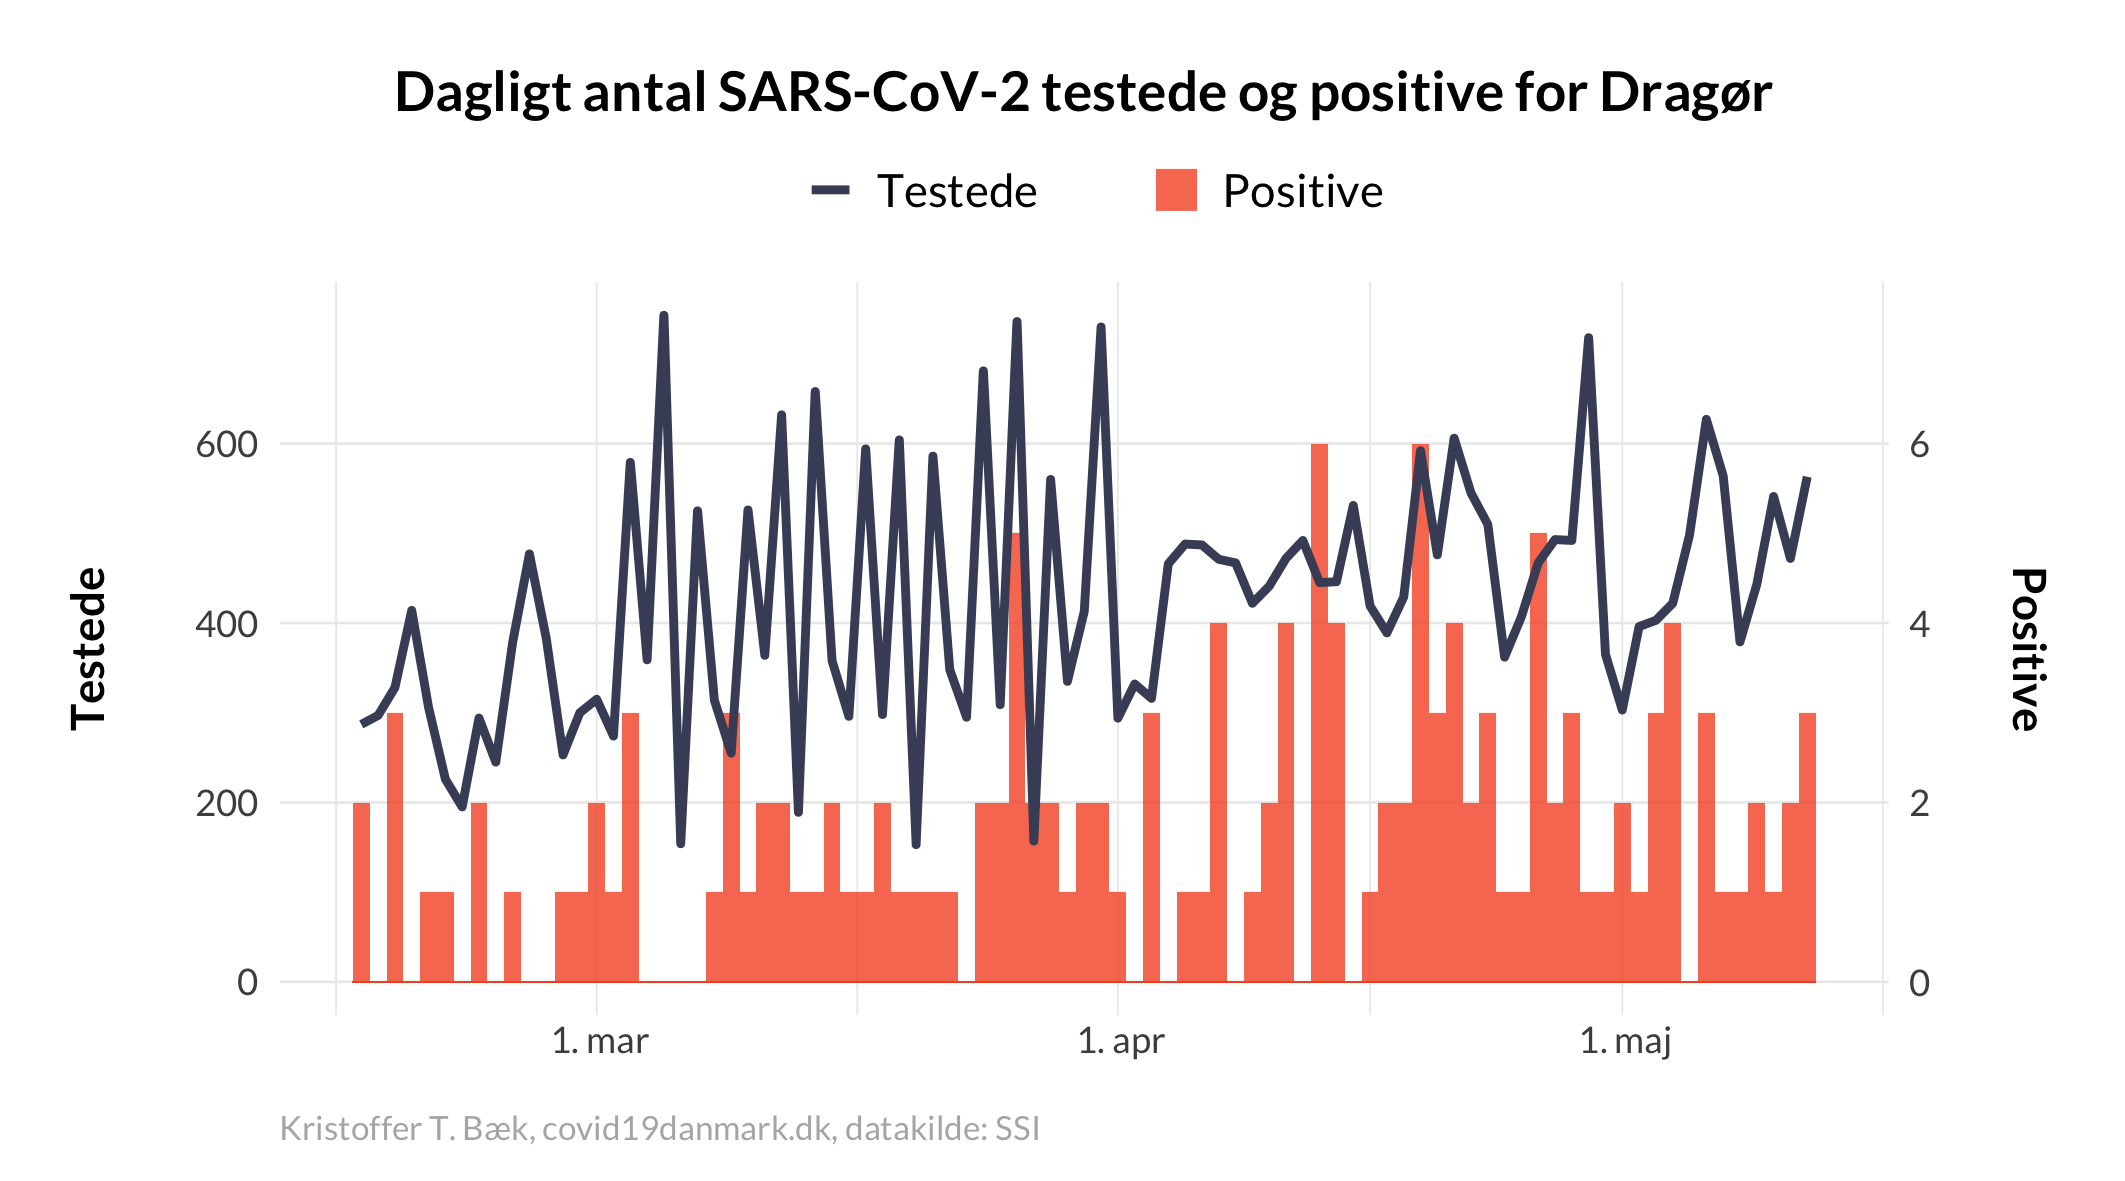 Dagligt antal SARS-CoV-2 testede og positive for Dragør
Testede
Positive
Testede
600
400
200
0
6
4
2
0
Positive
1. mar
1. apr
1. maj
Kristoffer T. Bæk, covid19danmark.dk, datakilde: SSI